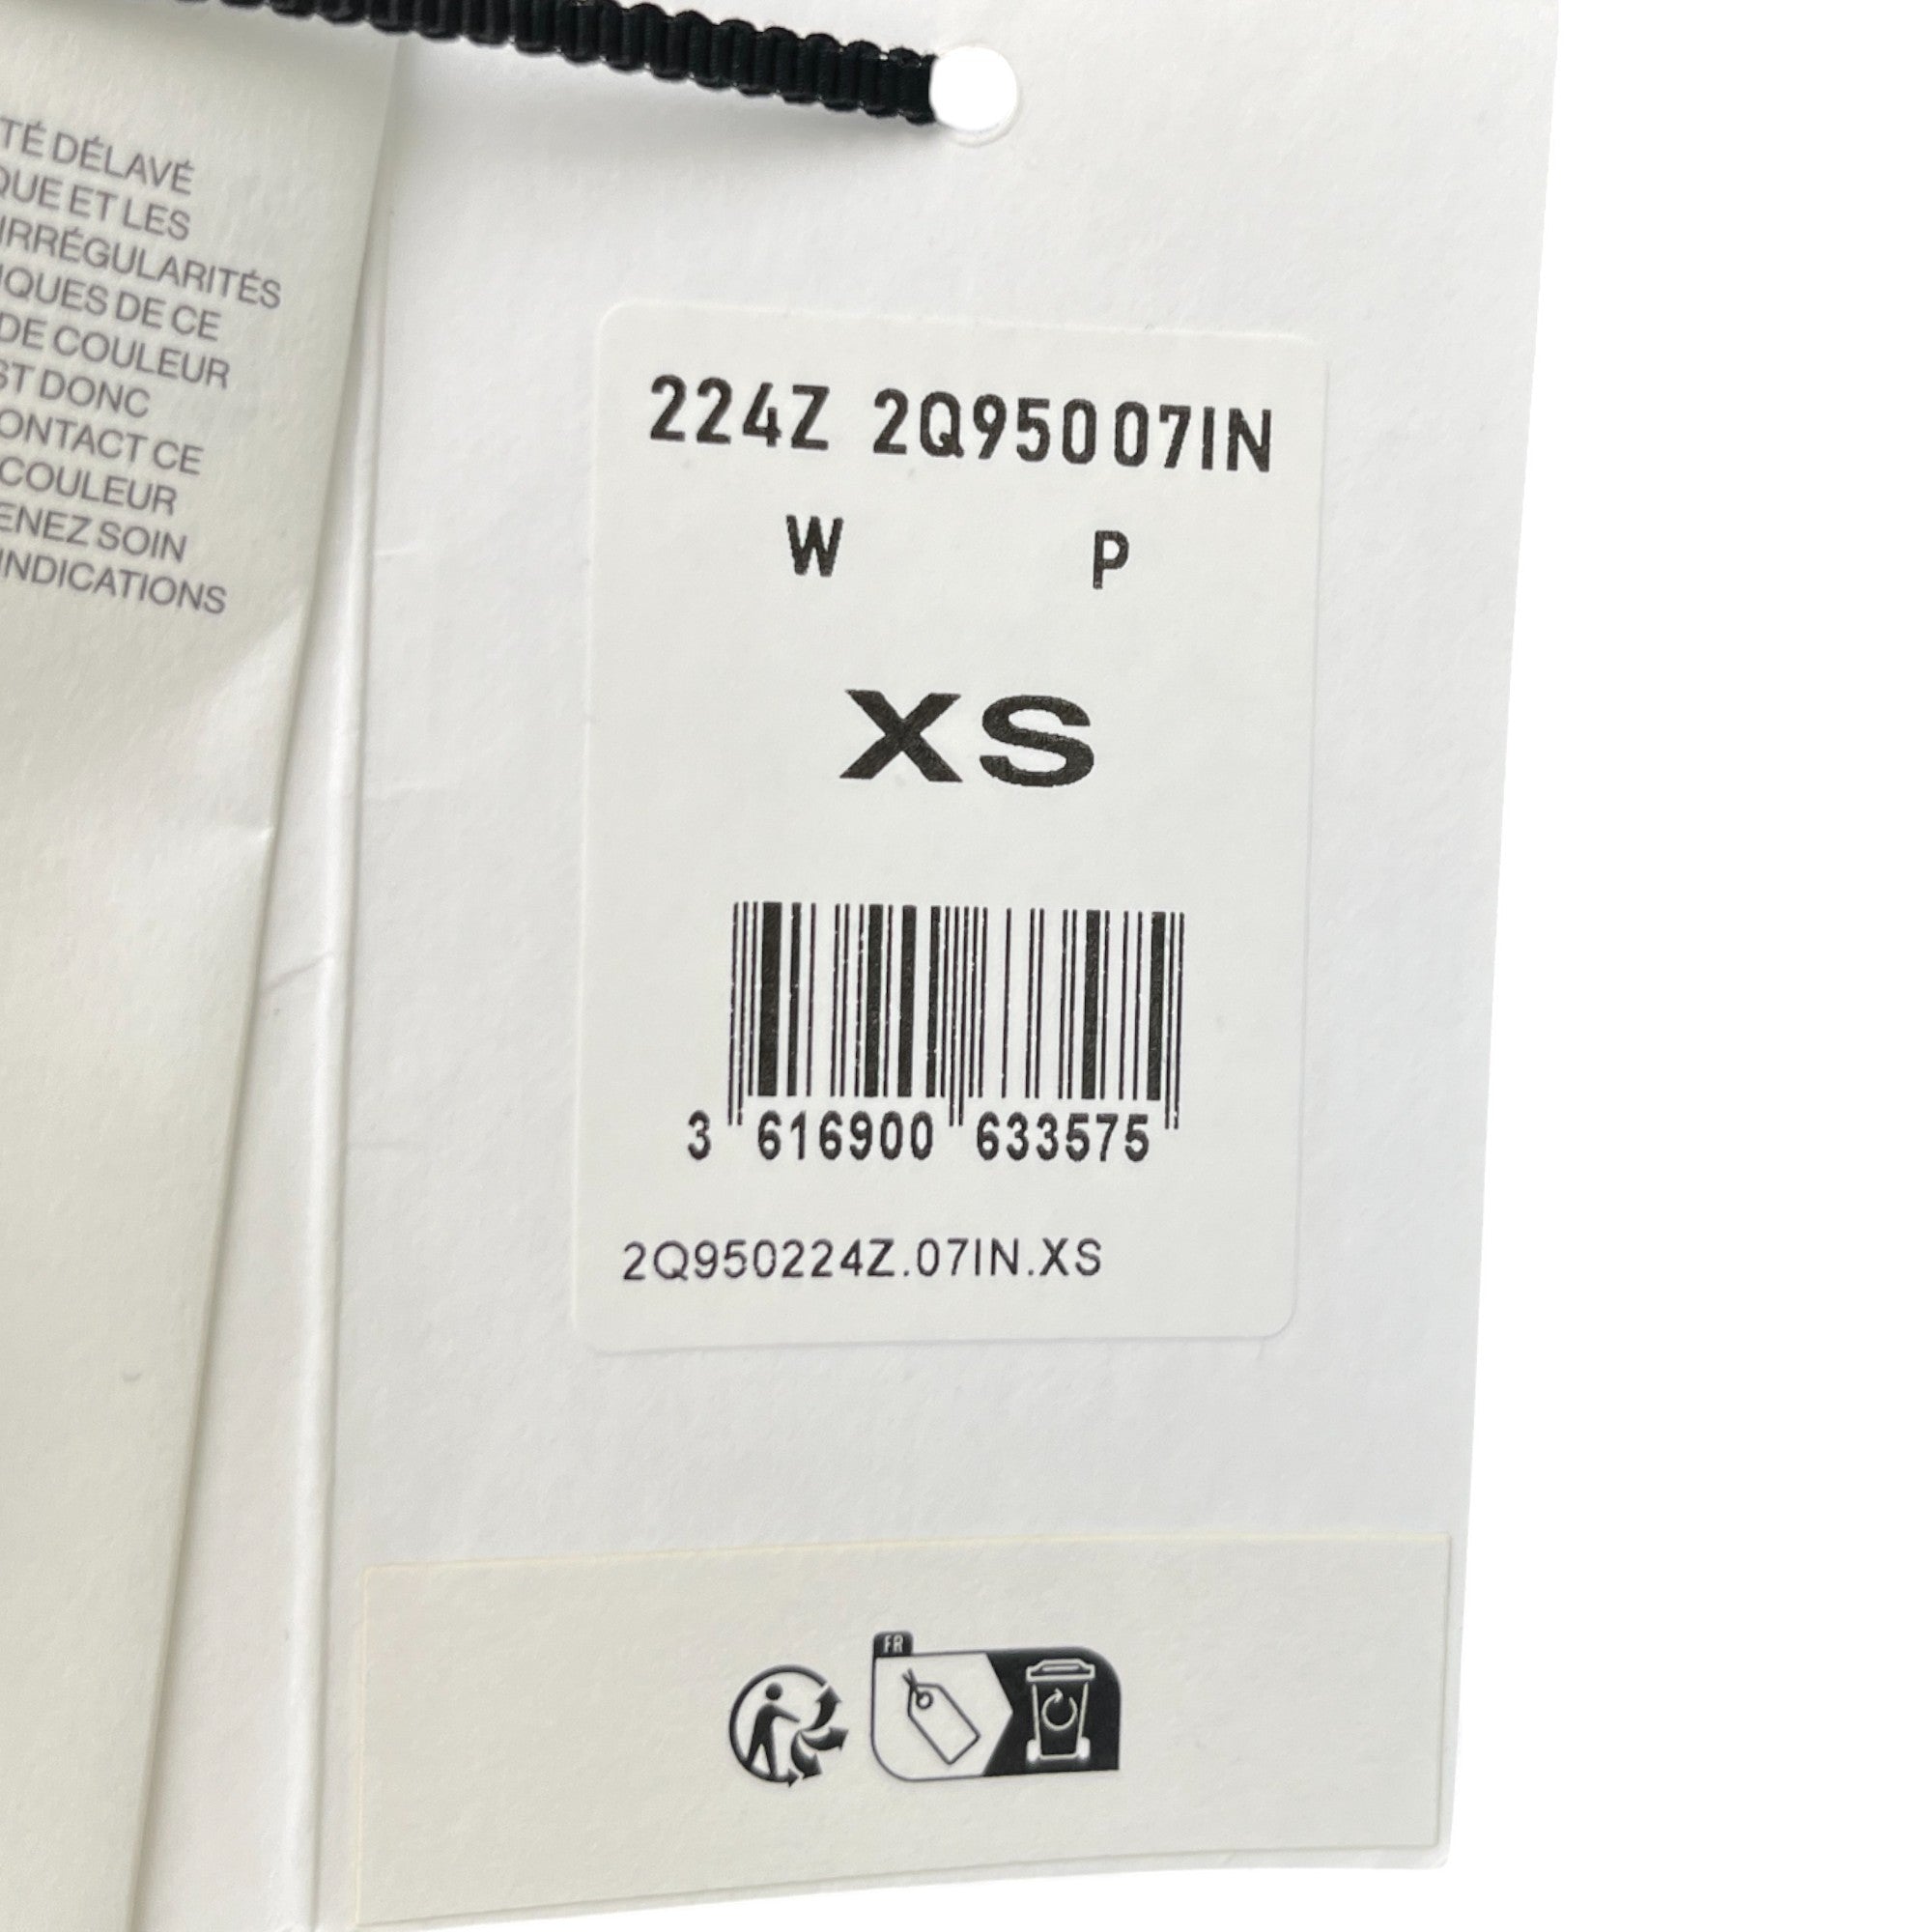 TÉ DÉLAVÉ
QUE ET LES
IRRÉGULARITÉS
IQUES DE CE
DE COULEUR
ST DONC
ONTACT CE
COULEUR
ENEZ SOIN
INDICATIONS
224Z 2Q95007IN
W P
XS
3 616900 633575
2Q950224Z.07IN.XS
FR